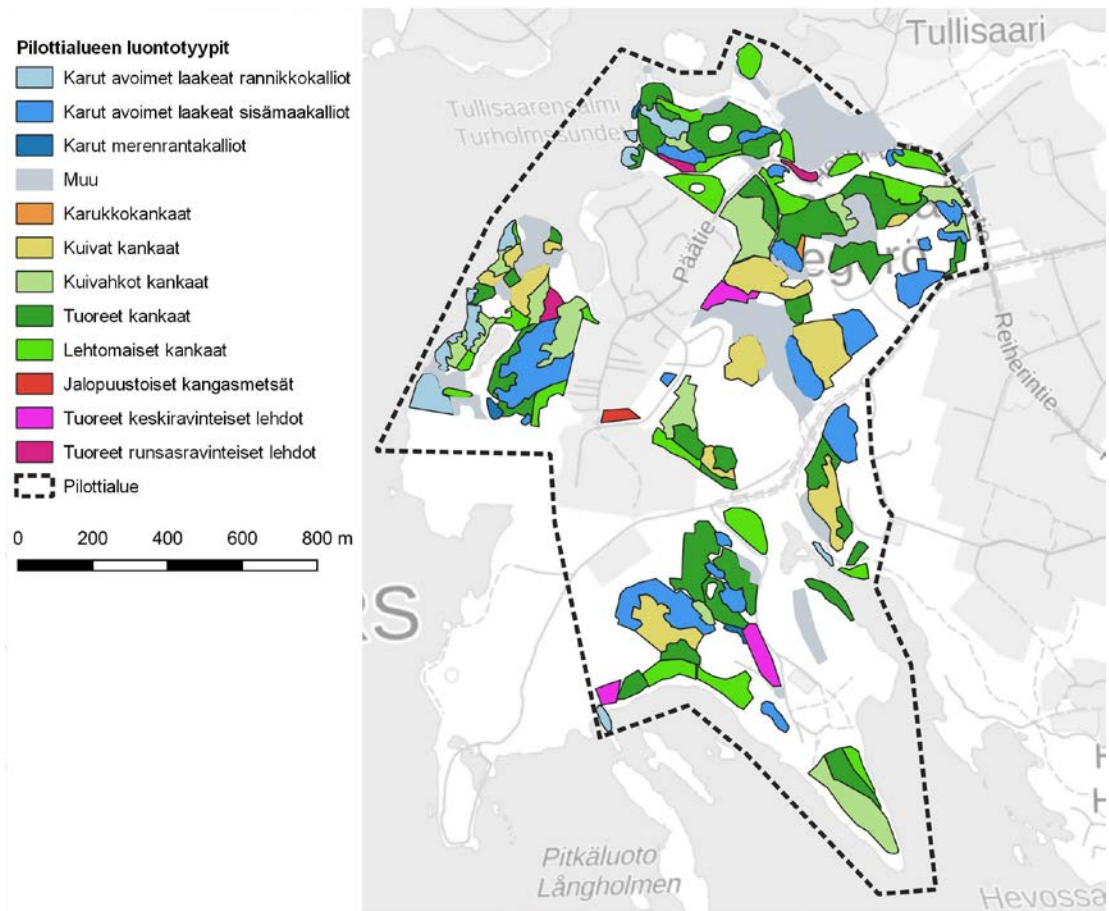 Pilottialueen luontotyypit
Karut avoimet laakeat rannikkokalliot
Karut avoimet laakeat sisämaakalliot
Karut merenrantakalliot
Muu
Karukkokankaat
Kuivat kankaat
Kuivahkot kankaat
Tuoreet kankaat
Lehtomaiset kankaat
Jalopuustoiset kangasmetsät
Tuoreet keskiravinteiset lehdot
Tuoreet runsasravinteiset lehdot
Pilottialue
0 200 400 600 800 m
Tullisaari
Tullisaarensalmi
Turholmssundet
Päätie
Reiherintie
RS
Pitkäluoto
Långholmen
Hevossa